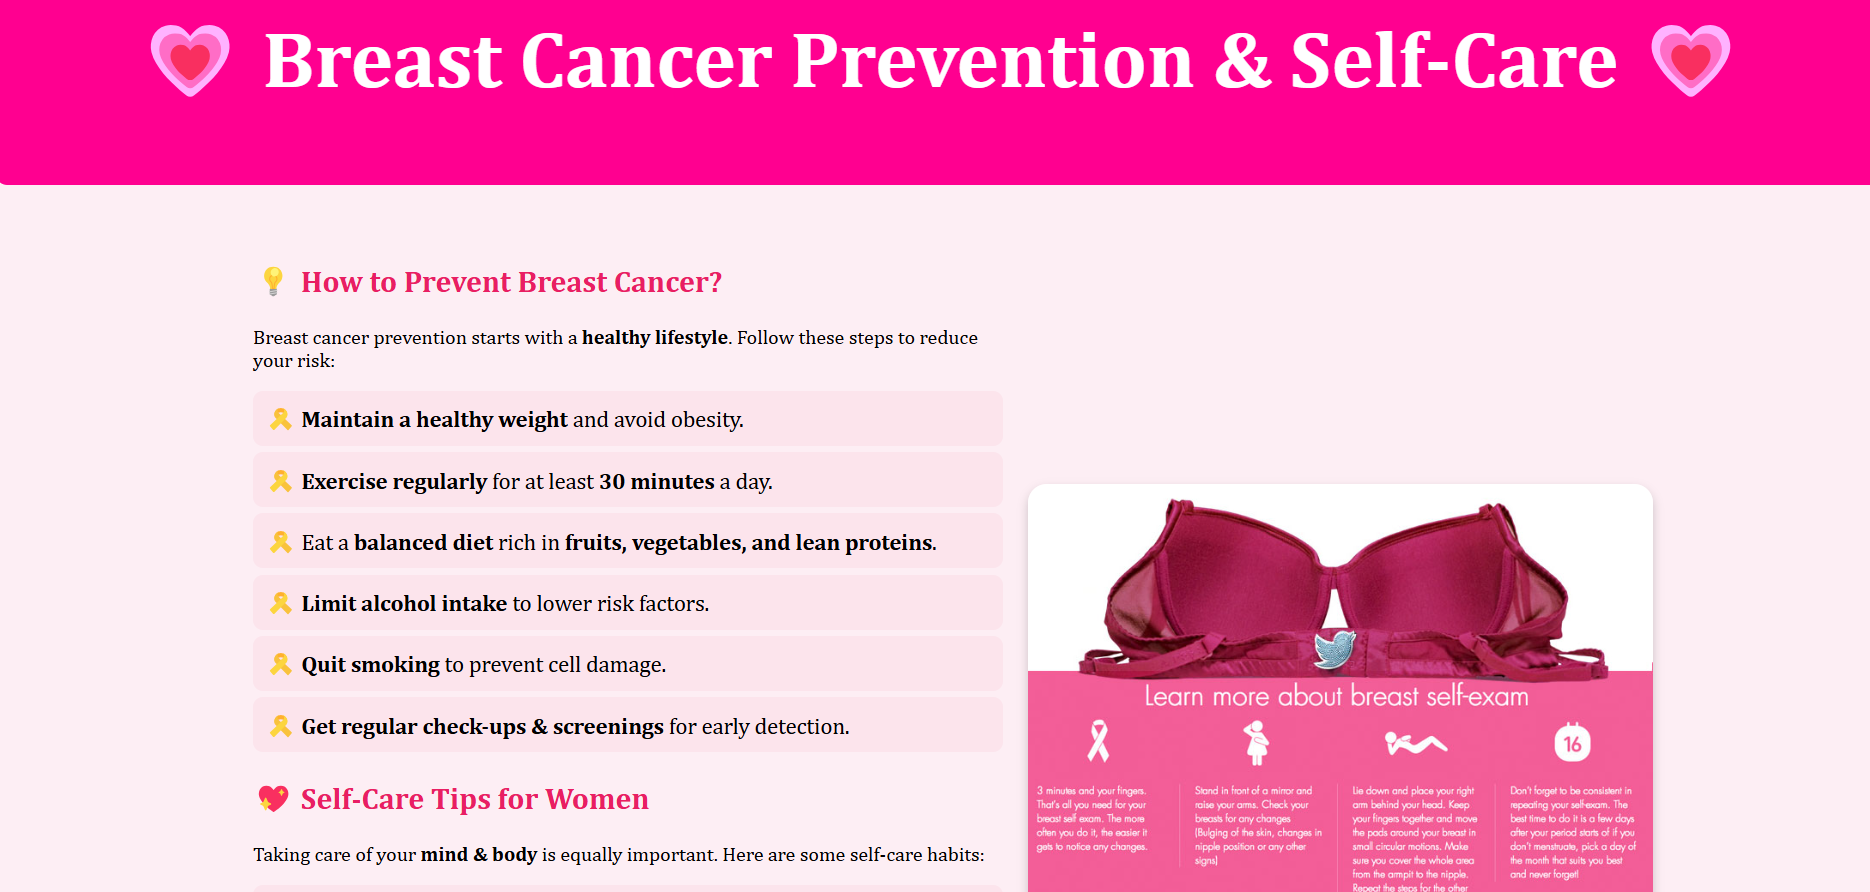 Breast Cancer Prevention & Self-Care
How to Prevent Breast Cancer?
Breast cancer prevention starts with a healthy lifestyle. Follow these steps to reduce
your risk:
Maintain a healthy weight and avoid obesity.
Exercise regularly for at least 30 minutes a day.
Eat a balanced diet rich in fruits, vegetables, and lean proteins.
Limit alcohol intake to lower risk factors.
Quit smoking to prevent cell damage.
Get regular check-ups & screenings for early detection.
Self-Care Tips for Women
Taking care of your mind & body is equally important. Here are some self-care habits:
Learn more about breast self-exam
16
3 minutes and your fingers.
That's all you need for your
breast self exam. The more
often you do it, the easier it
gets to notice any changes.
Stand in front of a mirror and
raise your arms. Check your
breasts for any changes
(Bulging of the skin, changes in
nipple position or any other
signs)
Lie down and place your right
arm behind your head. Keep
your fingers together and move
the pads around your breast in
small circular motions. Make
sure you cover the whole area
from the armpit to the nipple.
Repeat the steps for the other
Don't forget to be consistent in
repeating your self-exam. The
best time to do it is a few days
after your period starts of if you
don't menstruate, pick a day of
the month that suits you best
and never forget!